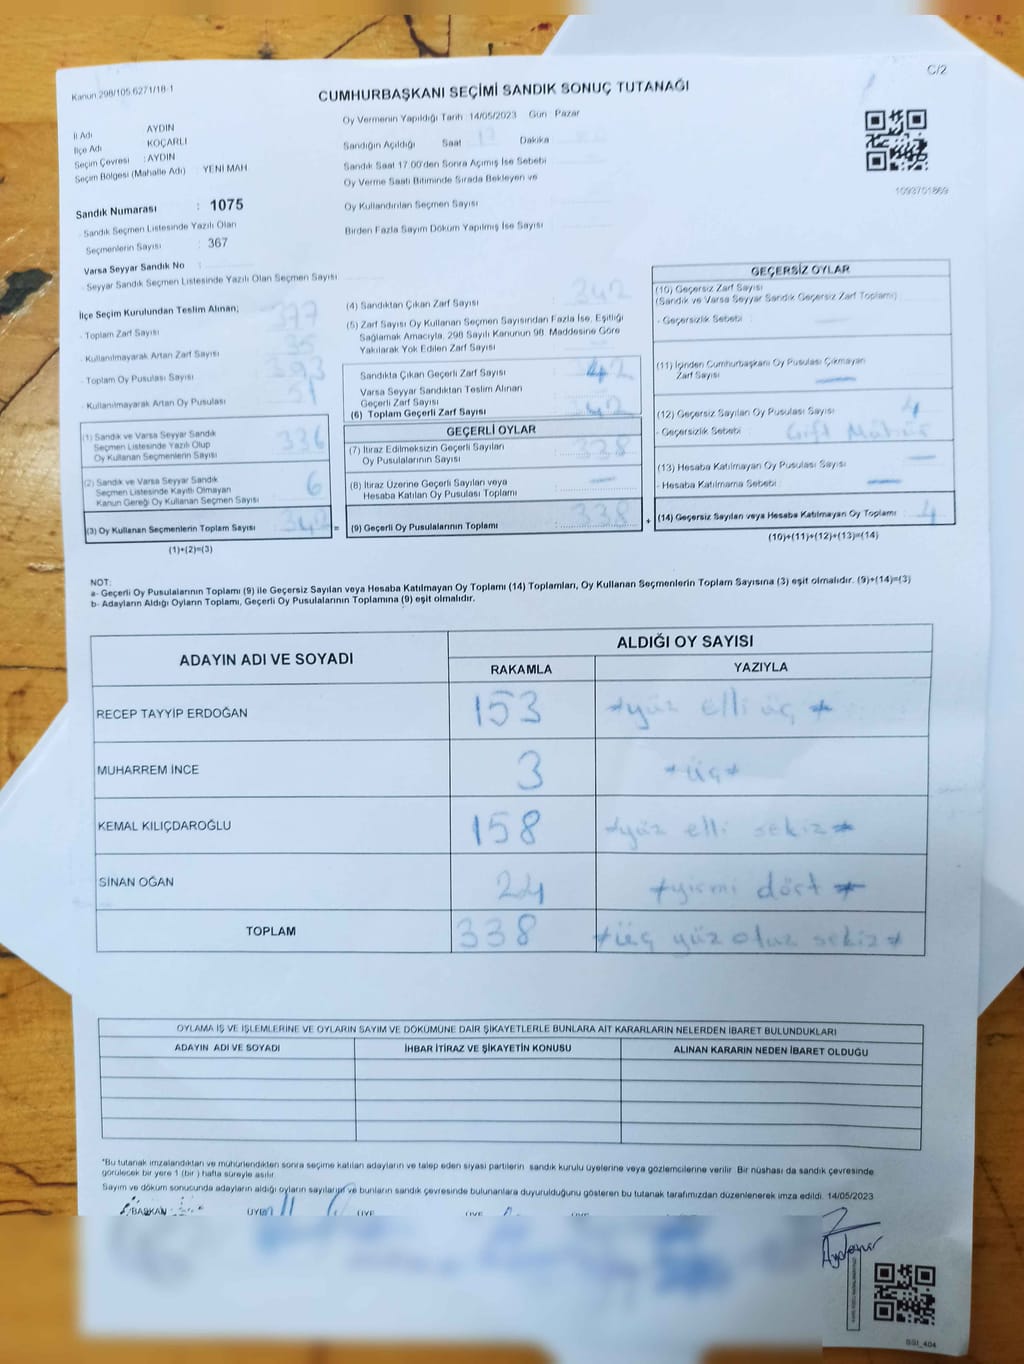 Kanun 298/105 6271/18-1
C/2
CUMHURBAŞKANI SEÇİMİ SANDIK SONUÇ TUTANAĞI
İl Adı AYDIN
İlçe Adı KOÇARLI
Seçim Çevresi : AYDIN
Seçim Bölgesi (Mahalle Adı) : YENİ MAH
Sandık Numarası : 1075
- Sandık Seçmen Listesinde Yazılı Olan
Seçmenlerin Sayısı : 367
Varsa Seyyar Sandık No :
- Seyyar Sandık Seçmen Listesinde Yazılı Olan Seçmen Sayısı:
Oy Vermenin Yapıldığı Tarih 14/05/2023 Gün Pazar
Sandığın Açıldığı Saat 17 Dakika
Sandık Saat 17.00'den Sonra Açımış İse Sebebi
Oy Verme Saati Bitiminde Sırada Bekleyen ve
Oy Kullandırılan Seçmen Sayısı
Birden Fazla Sayım Döküm Yapılmış İse Sayısı
1093701869
İlçe Seçim Kurulundan Teslim Alınan;
- Toplam Zarf Sayısı 377
- Kullanılmayarak Artan Zarf Sayısı 35
- Toplam Oy Pusulası Sayısı 393
- Kullanılmayarak Artan Oy Pusulası 51
(1) Sandık ve Varsa Seyyar Sandık
Seçmen Listesinde Yazılı Olup
Oy Kullanan Seçmenlerin Sayısı 336
(2) Sandık ve Varsa Seyyar Sandık
Seçmen Listesinde Kayıtlı Olmayan
Kanun Gereği Oy Kullanan Seçmen Sayısı 6
(3) Oy Kullanan Seçmenlerin Toplam Sayısı 342 =
(1)+(2)=(3)
(4) Sandıktan Çıkan Zarf Sayısı 342
(5) Zarf Sayısı Oy Kullanan Seçmen Sayısından Fazla İse, Eşitliği
Sağlamak Amacıyla, 298 Sayılı Kanunun 98. Maddesine Göre
Yakılarak Yok Edilen Zarf Sayısı
Sandıkta Çıkan Geçerli Zarf Sayısı 42
Varsa Seyyar Sandıktan Teslim Alınan
Geçerli Zarf Sayısı
(6) Toplam Geçerli Zarf Sayısı 342
GEÇERLİ OYLAR
(7) İtiraz Edilmeksizin Geçerli Sayılan
Oy Pusulalarının Sayısı 338
(8) İtiraz Üzerine Geçerli Sayılan veya
Hesaba Katılan Oy Pusulası Toplamı -
(9) Geçerli Oy Pusulalarının Toplamı : 338 +
GEÇERSİZ OYLAR
(10) Geçersiz Zarf Sayısı
(Sandık ve Varsa Seyyar Sandık Geçersiz Zarf Toplamı)
- Geçersizlik Sebebi : -
(11) İçinden Cumhurbaşkanı Oy Pusulası Çıkmayan
Zarf Sayısı -
(12) Geçersiz Sayılan Oy Pusulası Sayısı 4
- Geçersizlik Sebebi : Çift Mühür
(13) Hesaba Katılmayan Oy Pusulası Sayısı -
- Hesaba Katılmama Sebebi : -
(14) Geçersiz Sayılan veya Hesaba Katılmayan Oy Toplamı : 4
(10)+(11)+(12)+(13)=(14)
NOT:
a- Geçerli Oy Pusulalarının Toplamı (9) ile Geçersiz Sayılan veya Hesaba Katılmayan Oy Toplamı (14) Toplamları, Oy Kullanan Seçmenlerin Toplam Sayısına (3) eşit olmalıdır. (9)+(14)=(3)
b- Adayların Aldığı Oyların Toplamı, Geçerli Oy Pusulalarının Toplamına (9) eşit olmalıdır.
ADAYIN ADI VE SOYADI ALDIĞI OY SAYISI
RAKAMLA YAZIYLA
RECEP TAYYİP ERDOĞAN 153 *yüz elli üç*
MUHARREM İNCE 3 *üç*
KEMAL KILIÇDAROĞLU 158 *yüz elli sekiz*
SİNAN OĞAN 24 *yirmi dört*
TOPLAM 338 *üç yüz otuz sekiz*
OYLAMA İŞ VE İŞLEMLERİNE VE OYLARIN SAYIM VE DÖKÜMÜNE DAİR ŞİKAYETLERLE BUNLARA AİT KARARLARIN NELERDEN İBARET BULUNDUKLARI
ADAYIN ADI VE SOYADI İHBAR İTİRAZ VE ŞİKAYETİN KONUSU ALINAN KARARIN NEDEN İBARET OLDUĞU
*Bu tutanak imzalandıktan ve mühürlendikten sonra seçime katılan adayların ve talep eden siyasi partilerin sandık kurulu üyelerine veya gözlemcilerine verilir. Bir nüshası da sandık çevresinde
görülecek bir yere 1 (bir) hafta süreyle asılır.
Sayım ve döküm sonucunda adayların aldığı oyların sayılarını ve bunların sandık çevresinde bulunanlara duyurulduğunu gösteren bu tutanak tarafımızdan düzenlenerek imza edildi. 14/05/2023
BAŞKAN ÜYE ÜYE ÜYE ÜYE
SSI_404